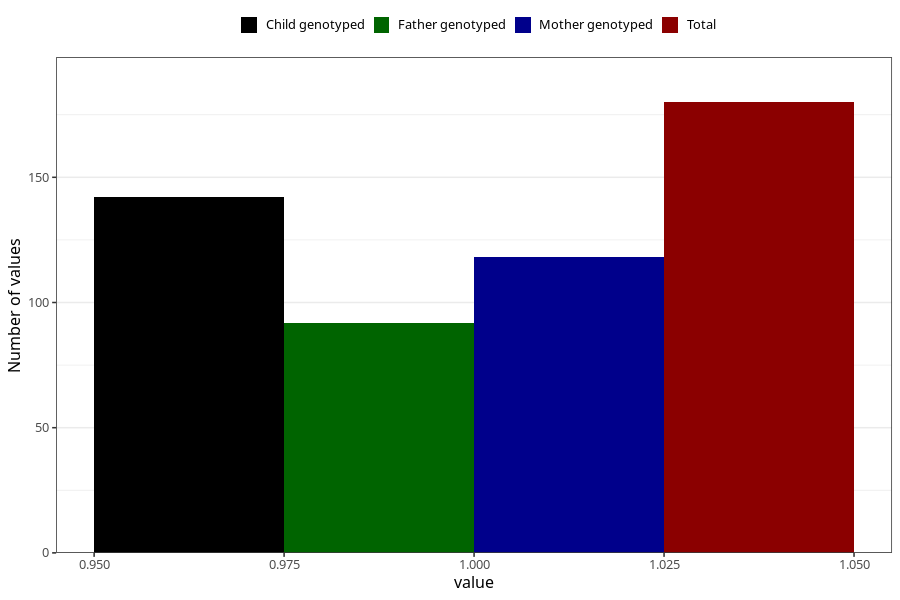 Child genotyped Father genotyped Mother genotyped Total
Number of values
150
100
50
0
0.950 0.975 1.000 1.025 1.050
value